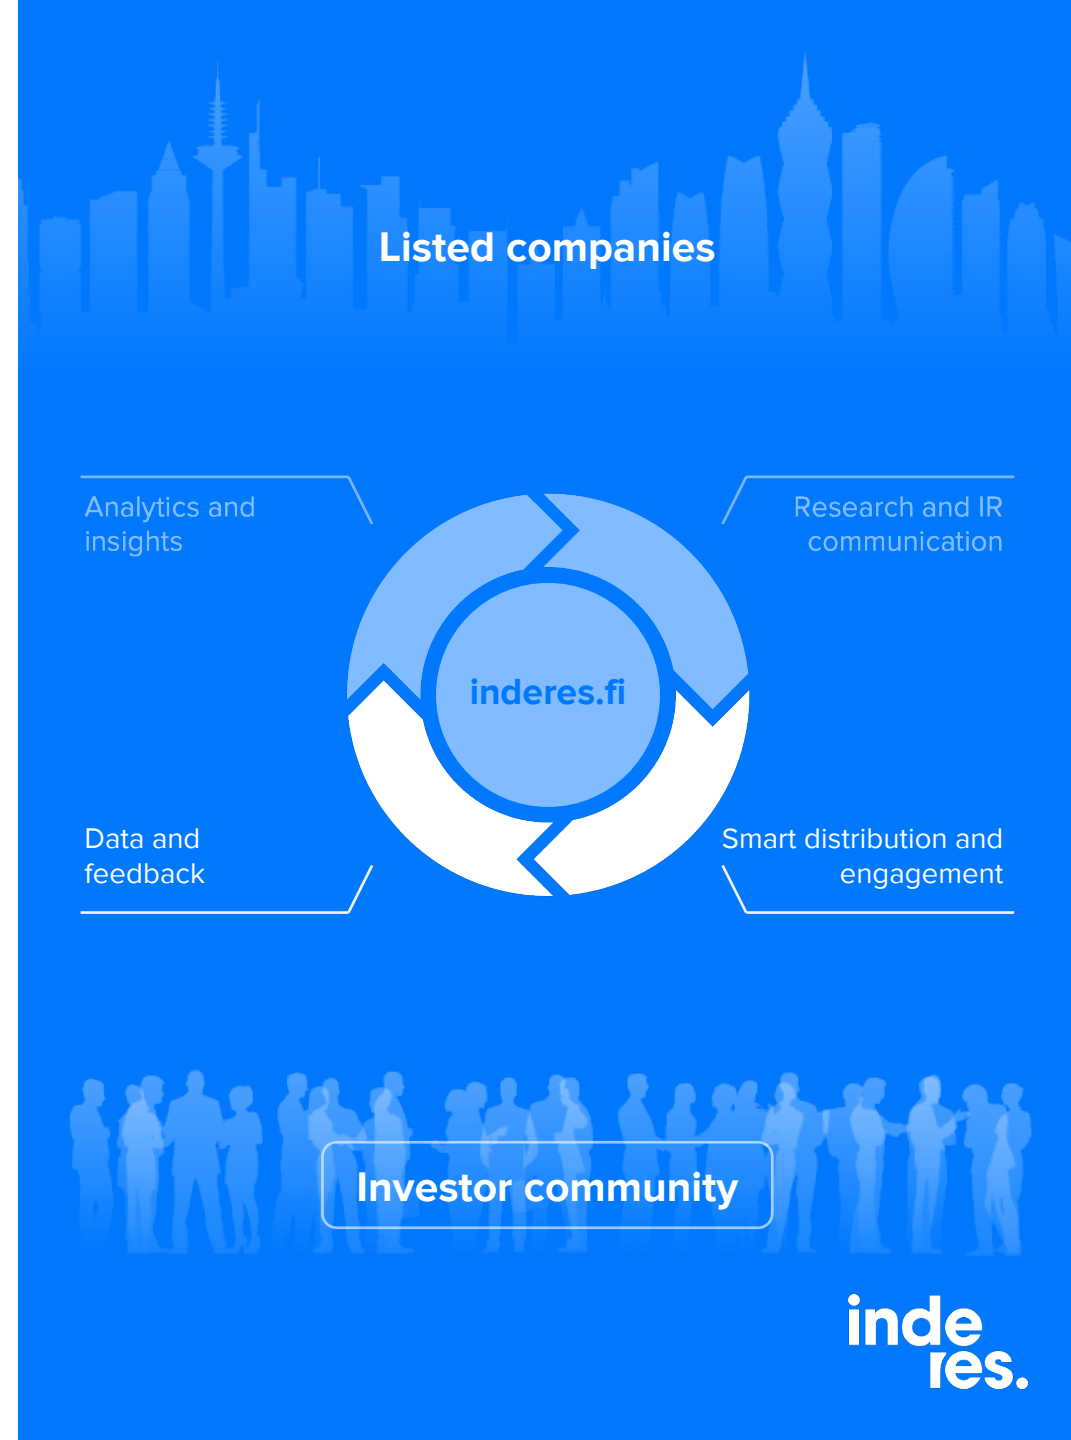 Listed companies
Analytics and
insights
Research and IR
communication
inderes.fi
Data and
feedback
Smart distribution and
engagement
Investor community
inde
res.